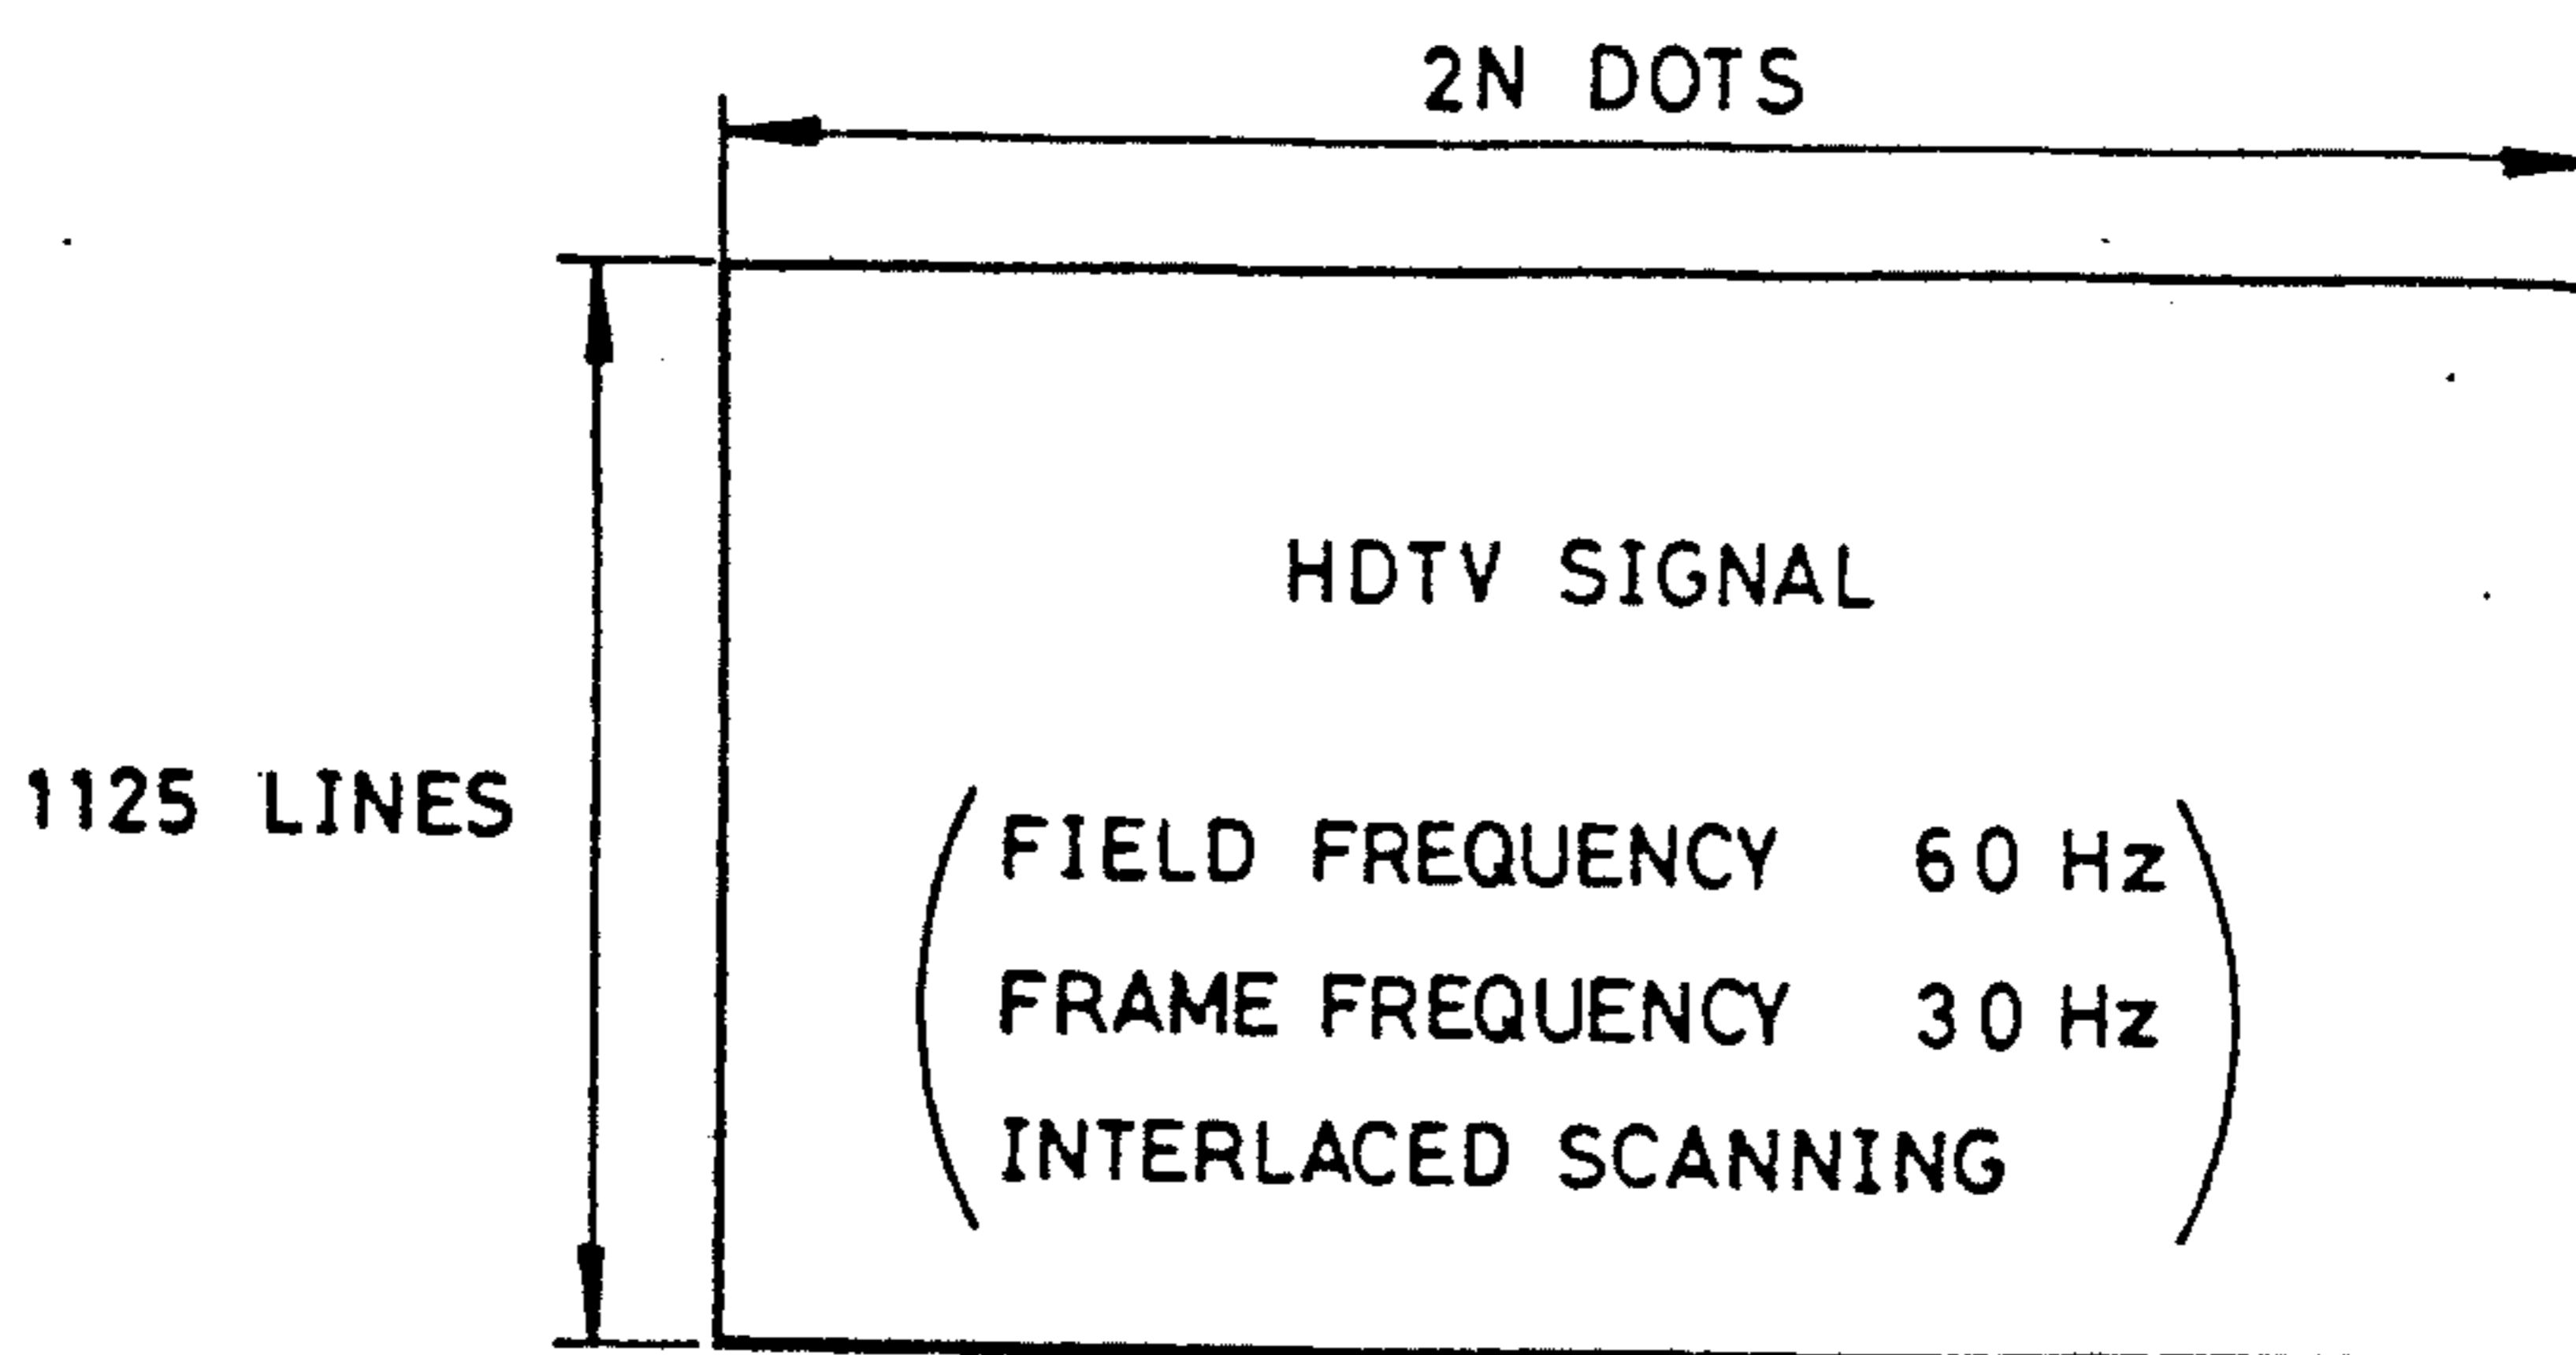 2N DOTS
HDTV SIGNAL
1125 LINES
FIELD FREQUENCY 60 Hz
FRAME FREQUENCY 30 Hz
INTERLACED SCANNING